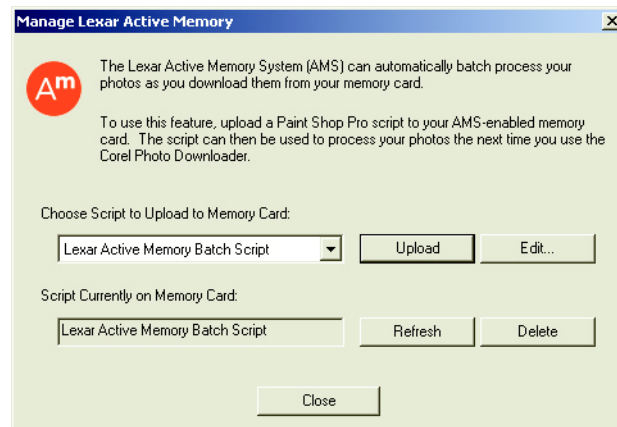 Manage Lexar Active Memory
Am
The Lexar Active Memory System (AMS) can automatically batch process your
photos as you download them from your memory card.
To use this feature, upload a Paint Shop Pro script to your AMS-enabled memory
card.  The script can then be used to process your photos the next time you use the
Corel Photo Downloader.
Choose Script to Upload to Memory Card:
Lexar Active Memory Batch Script
Upload
Edit...
Script Currently on Memory Card:
Lexar Active Memory Batch Script
Refresh
Delete
Close